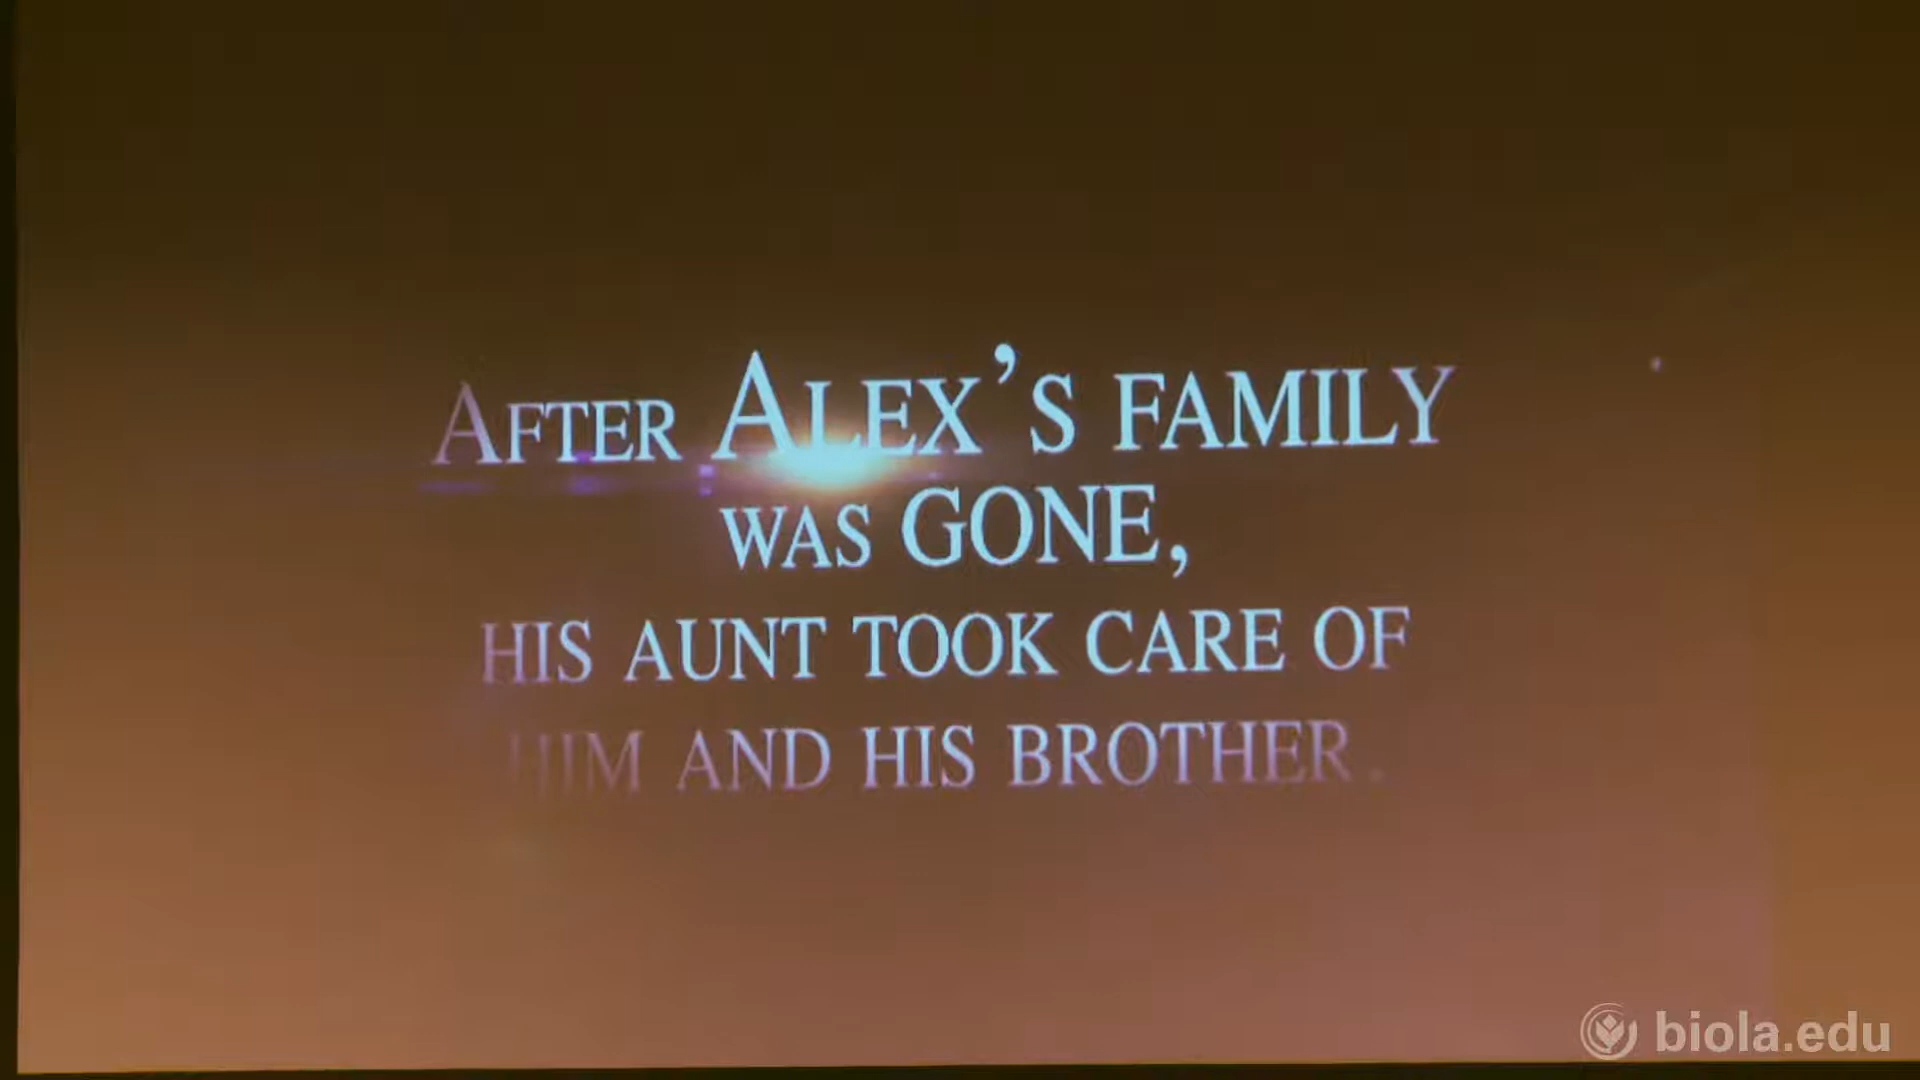 AFTER ALEX'S FAMILY
WAS GONE,
HIS AUNT TOOK CARE OF
HIM AND HIS BROTHER.
biola.edu